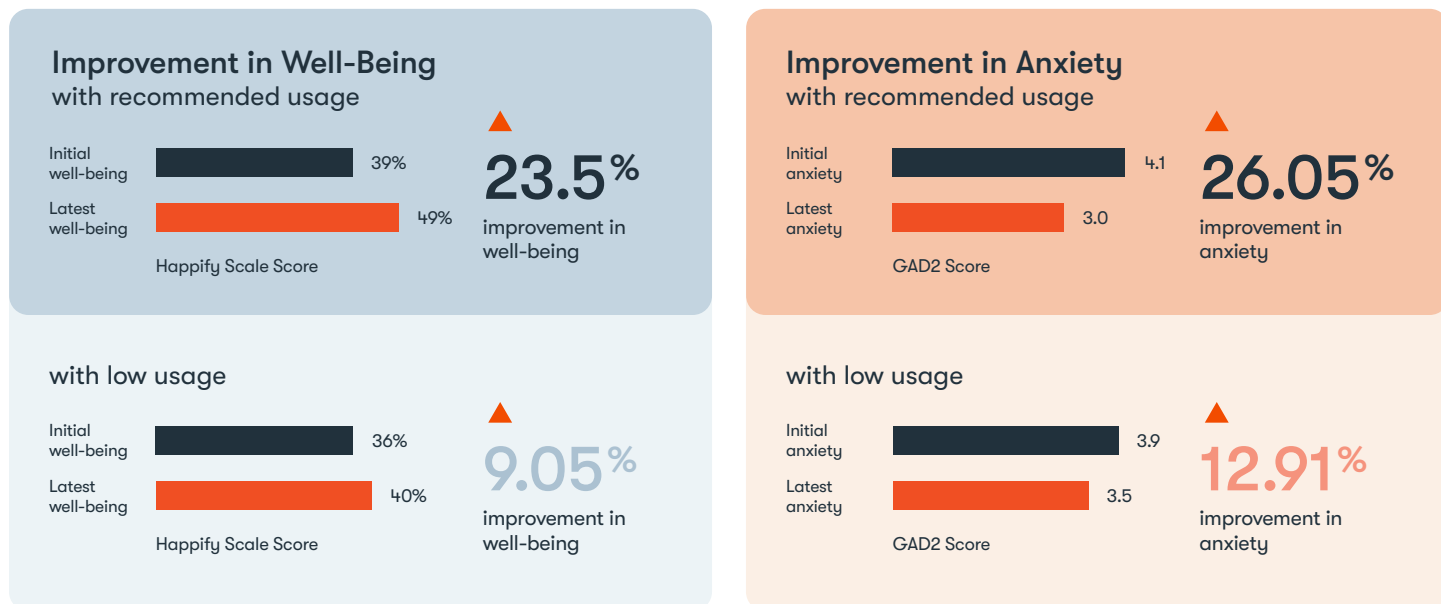 Improvement in Well-Being
with recommended usage
Initial
well-being
39%
Latest
well-being
49%
Happify Scale Score
23.5%
improvement in
well-being
with low usage
Initial
well-being
36%
Latest
well-being
40%
Happify Scale Score
9.05%
improvement in
well-being
Improvement in Anxiety
with recommended usage
Initial
anxiety
4.1
Latest
anxiety
3.0
GAD2 Score
26.05%
improvement in
anxiety
with low usage
Initial
anxiety
3.9
Latest
anxiety
3.5
GAD2 Score
12.91%
improvement in
anxiety